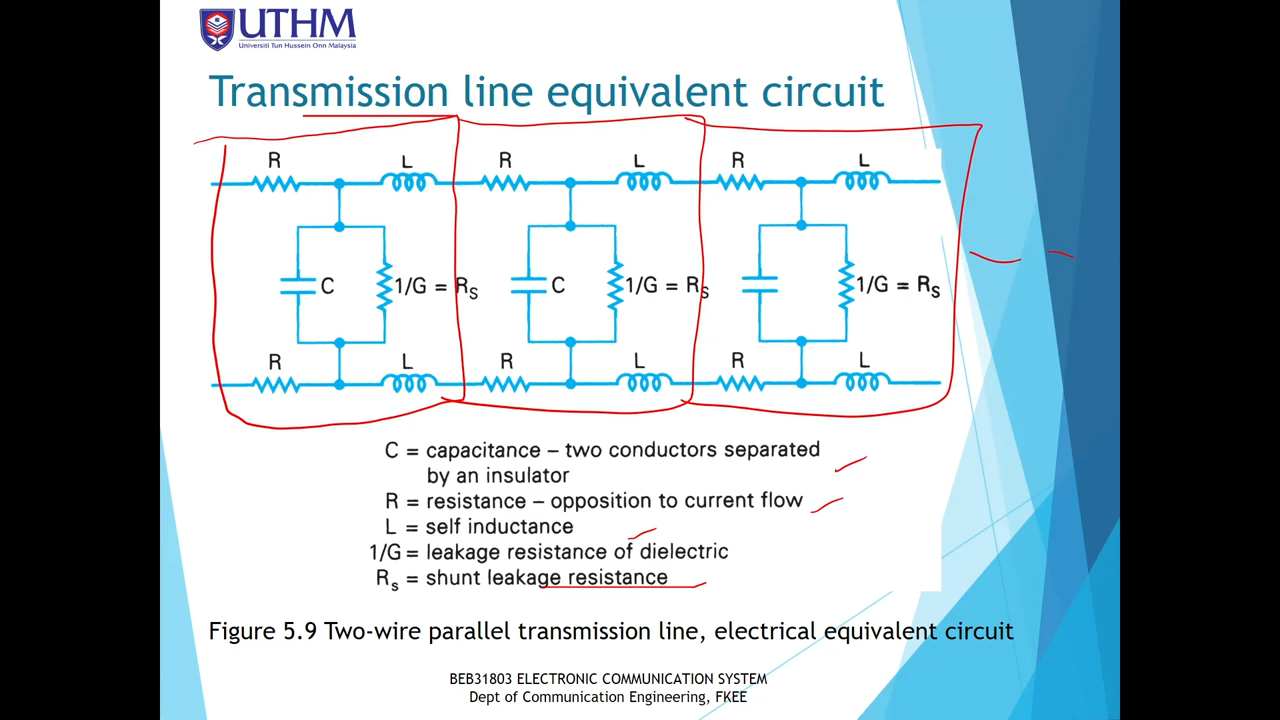 UTHM
Universiti Tun Hussein Onn Malaysia
Transmission line equivalent circuit
R L R L R L
C 1/G = Rs C 1/G = Rs 1/G = Rs
R L R L R L
C = capacitance – two conductors separated
by an insulator
R = resistance – opposition to current flow
L = self inductance
1/G = leakage resistance of dielectric
Rs = shunt leakage resistance
Figure 5.9 Two-wire parallel transmission line, electrical equivalent circuit
BEB31803 ELECTRONIC COMMUNICATION SYSTEM
Dept of Communication Engineering, FKEE